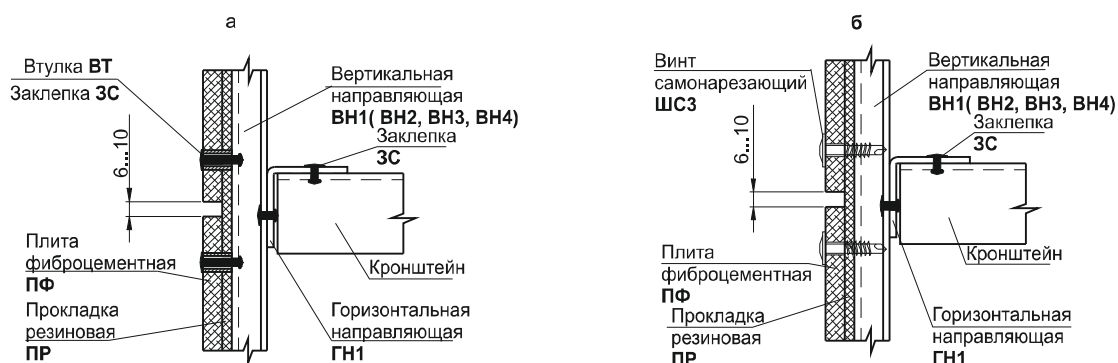 а
Втулка ВТ
Заклепка ЗС
Вертикальная
направляющая
ВН1( ВН2, ВН3, ВН4)
Заклепка
ЗС
6...10
Плита
фиброцементная
ПФ
Прокладка
резиновая
ПР
Кронштейн
Горизонтальная
направляющая
ГН1
б
Винт
самонарезающий
ШС3
Вертикальная
направляющая
ВН1( ВН2, ВН3, ВН4)
Заклепка
ЗС
6...10
Плита
фиброцементная
ПФ
Прокладка
резиновая
ПР
Кронштейн
Горизонтальная
направляющая
ГН1